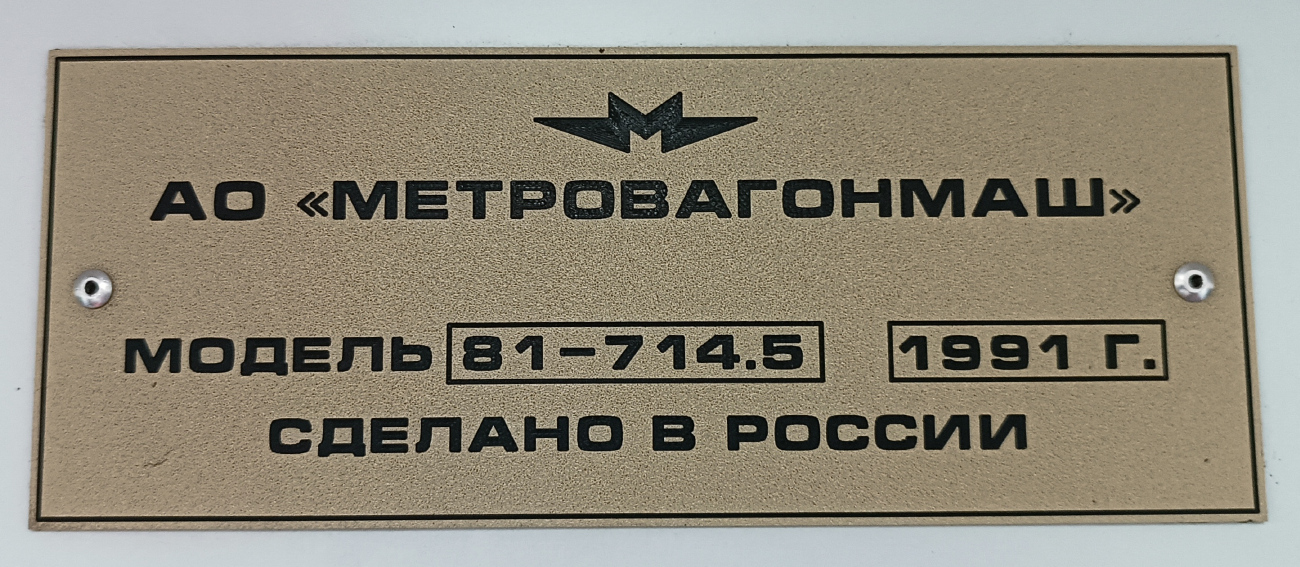 АО «МЕТРОВАГОНМАШ»
МОДЕЛЬ 81-714.5 1991 Г.
СДЕЛАНО В РОССИИ